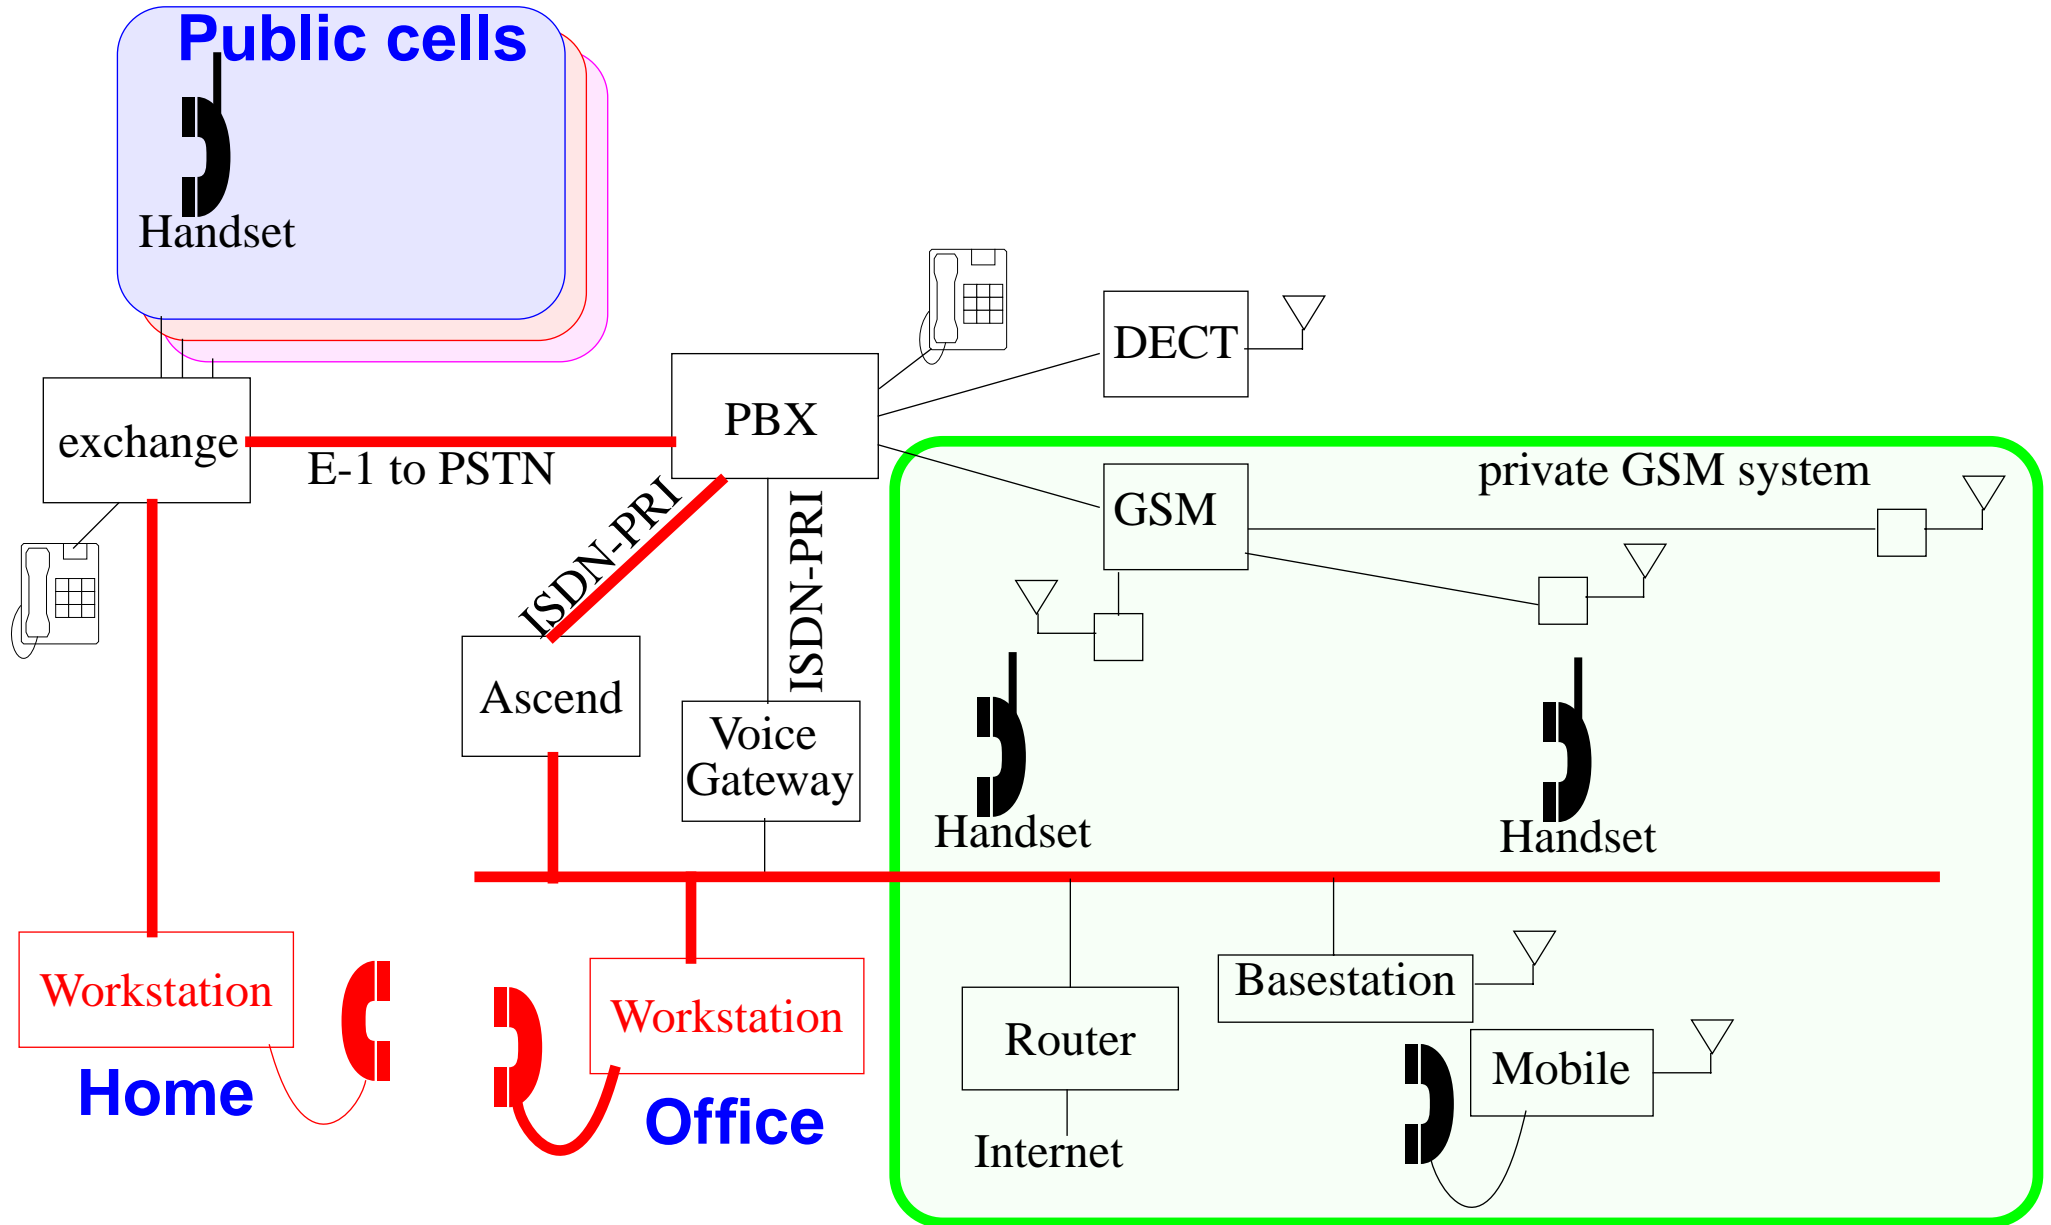 Public cells
Handset
DECT
PBX
exchange
E-1 to PSTN
private GSM system
GSM
ISDN-PRI
ISDN-PRI
Ascend
Voice
Gateway
Handset
Handset
Workstation
Workstation
Basestation
Router
Mobile
Home
Office
Internet